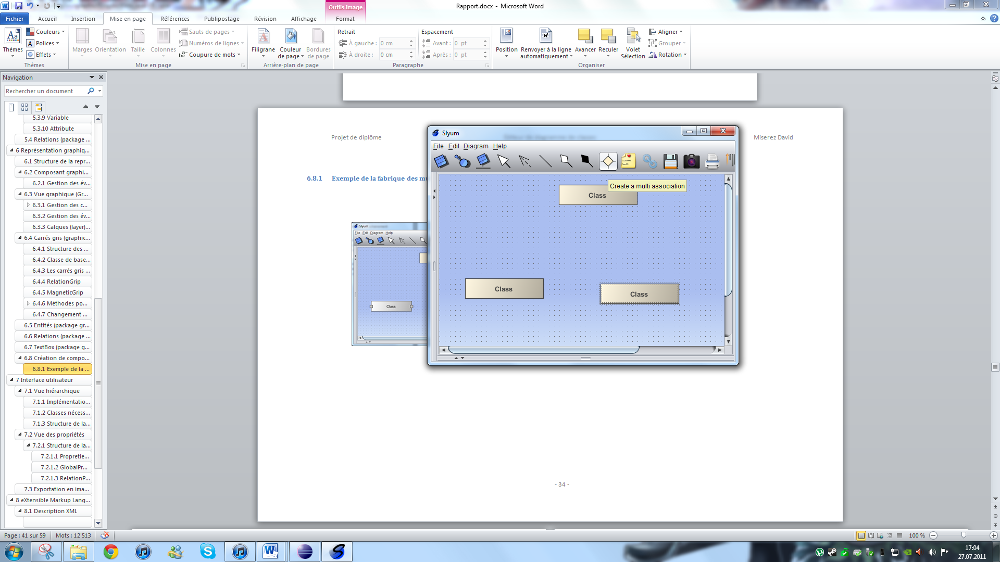 Rapport.docx - Microsoft Word
Outils Image
Fichier Accueil Insertion Mise en page Références Publipostage Révision Affichage Format
Thèmes
Couleurs
Polices
Effets
Thèmes
Marges Orientation Taille Colonnes
Sauts de pages
Numéros de lignes
Coupure de mots
Mise en page
Filigrane
Couleur de page
Bordures de page
Arrière-plan de page
Retrait
À gauche : 0 cm
À droite : 0 cm
Espacement
Avant : 0 pt
Après : 0 pt
Paragraphe
Position
Renvoyer à la ligne automatiquement
Avancer
Reculer
Volet Sélection
Aligner
Grouper
Rotation
Organiser
Navigation
Rechercher un document
5.3.9 Variable
5.3.10 Attribute
5.4 Relations (package ...
6 Représentation graphiq...
6.1 Structure de la repr...
6.2 Composant graphi...
6.2.1 Gestion des év...
6.3 Vue graphique (Gr...
6.3.1 Gestion des c...
6.3.2 Gestion des év...
6.3.3 Calques (layer)...
6.4 Carrés gris (graphic...
6.4.1 Structure des ...
6.4.2 Classe de base...
6.4.3 Les carrés gris ...
6.4.4 RelationGrip
6.4.5 MagneticGrip
6.4.6 Méthodes po...
6.4.7 Changement ...
6.5 Entités (package gr...
6.6 Relations (package ...
6.7 TextBox (package g...
6.8 Création de compo...
6.8.1 Exemple de la ...
7 Interface utilisateur
7.1 Vue hiérarchique
7.1.1 Implémentatio...
7.1.2 Classes nécess...
7.1.3 Structure de la...
7.2 Vue des propriétés
7.2.1 Structure de la...
7.2.1.1 Propretie...
7.2.1.2 GlobalPr...
7.2.1.3 RelationP...
7.3 Exportation en ima...
8 eXtensible Markup Lang...
8.1 Description XML
Projet de diplôme
Miserez David
6.8.1 Exemple de la fabrique des mu
Slyum
File Edit Diagram Help
Class
Slyum
File Edit Diagram Help
Create a multi association
Class
Class
Class
- 34 -
Page : 41 sur 59 Mots : 12'513
100 %
17:04
27.07.2011